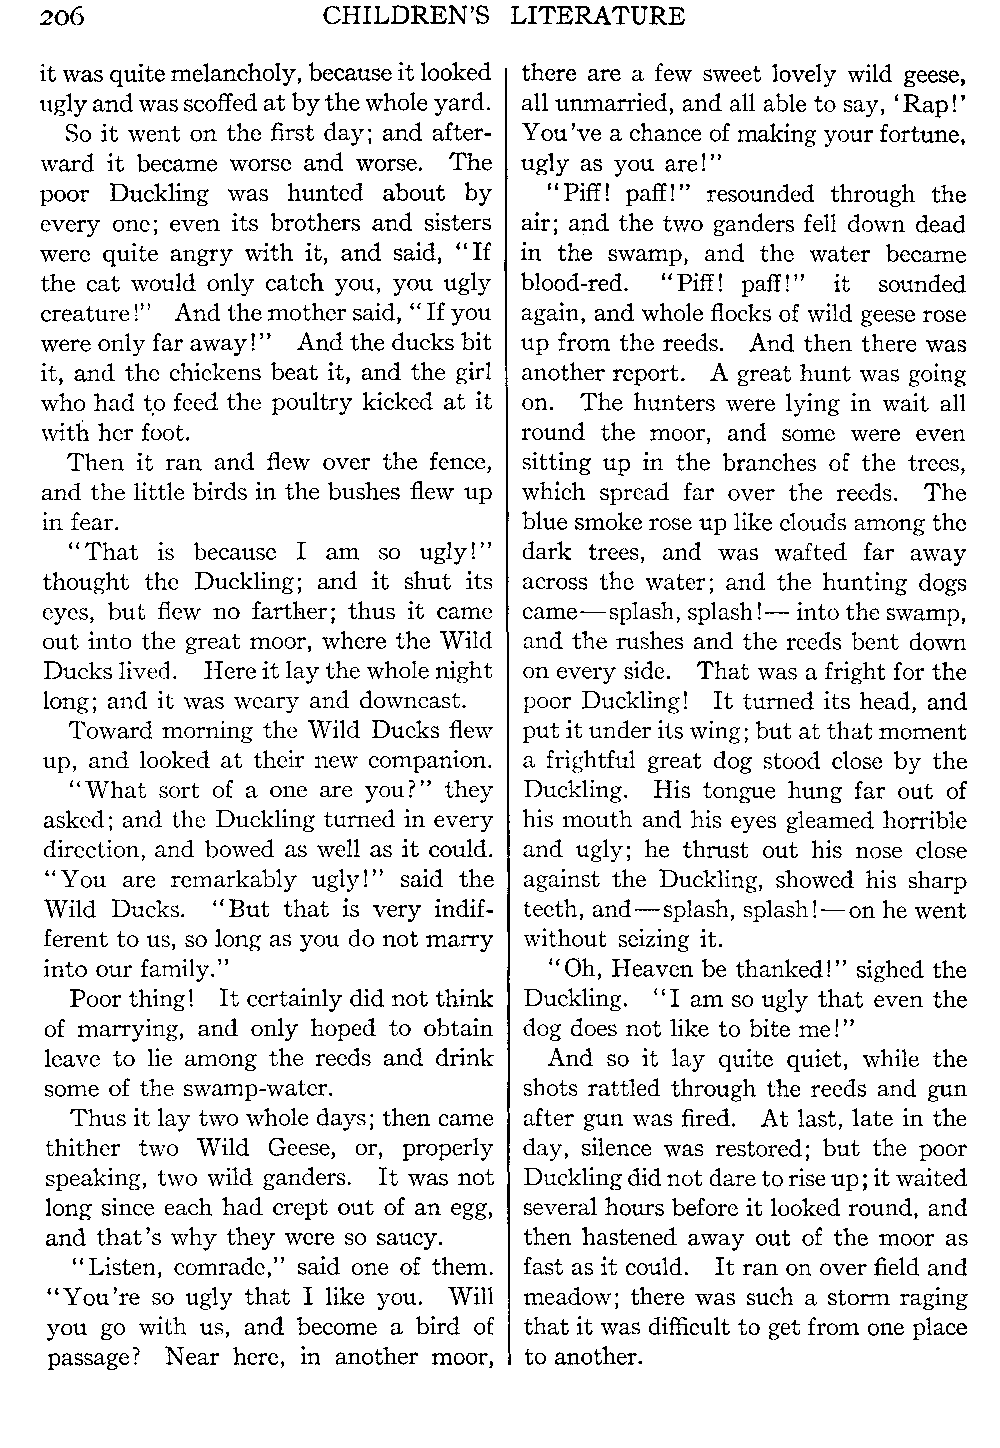 206 CHILDREN'S LITERATURE
it was quite melancholy, because it looked
ugly and was scoffed at by the whole yard.
So it went on the first day; and after-
ward it became worse and worse. The
poor Duckling was hunted about by
every one; even its brothers and sisters
were quite angry with it, and said, "If
the cat would only catch you, you ugly
creature!" And the mother said, "If you
were only far away!" And the ducks bit
it, and the chickens beat it, and the girl
who had to feed the poultry kicked at it
with her foot.
Then it ran and flew over the fence,
and the little birds in the bushes flew up
in fear.
"That is because I am so ugly!"
thought the Duckling; and it shut its
eyes, but flew no farther; thus it came
out into the great moor, where the Wild
Ducks lived. Here it lay the whole night
long; and it was weary and downcast.
Toward morning the Wild Ducks flew
up, and looked at their new companion.
"What sort of a one are you?" they
asked; and the Duckling turned in every
direction, and bowed as well as it could.
"You are remarkably ugly!" said the
Wild Ducks. "But that is very indif-
ferent to us, so long as you do not marry
into our family."
Poor thing! It certainly did not think
of marrying, and only hoped to obtain
leave to lie among the reeds and drink
some of the swamp-water.
Thus it lay two whole days; then came
thither two Wild Geese, or, properly
speaking, two wild ganders. It was not
long since each had crept out of an egg,
and that's why they were so saucy.
"Listen, comrade," said one of them.
"You're so ugly that I like you. Will
you go with us, and become a bird of
passage? Near here, in another moor,
there are a few sweet lovely wild geese,
all unmarried, and all able to say, 'Rap!'
You've a chance of making your fortune,
ugly as you are!"
"Piff! paff!" resounded through the
air; and the two ganders fell down dead
in the swamp, and the water became
blood-red. "Piff! paff!" it sounded
again, and whole flocks of wild geese rose
up from the reeds. And then there was
another report. A great hunt was going
on. The hunters were lying in wait all
round the moor, and some were even
sitting up in the branches of the trees,
which spread far over the reeds. The
blue smoke rose up like clouds among the
dark trees, and was wafted far away
across the water; and the hunting dogs
came—splash, splash!— into the swamp,
and the rushes and the reeds bent down
on every side. That was a fright for the
poor Duckling! It turned its head, and
put it under its wing; but at that moment
a frightful great dog stood close by the
Duckling. His tongue hung far out of
his mouth and his eyes gleamed horrible
and ugly; he thrust out his nose close
against the Duckling, showed his sharp
teeth, and—splash, splash!—on he went
without seizing it.
"Oh, Heaven be thanked!" sighed the
Duckling. "I am so ugly that even the
dog does not like to bite me!"
And so it lay quite quiet, while the
shots rattled through the reeds and gun
after gun was fired. At last, late in the
day, silence was restored; but the poor
Duckling did not dare to rise up; it waited
several hours before it looked round, and
then hastened away out of the moor as
fast as it could. It ran on over field and
meadow; there was such a storm raging
that it was difficult to get from one place
to another.